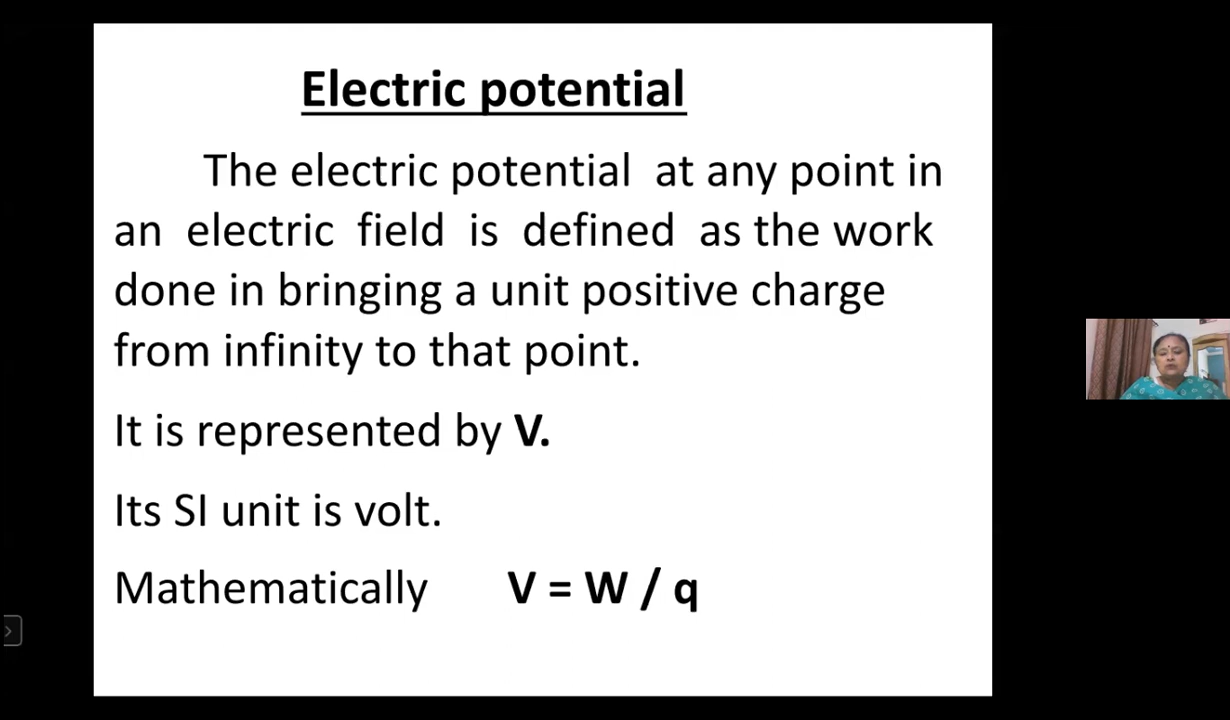 Electric potential
The electric potential at any point in
an electric field is defined as the work
done in bringing a unit positive charge
from infinity to that point.
It is represented by V.
Its SI unit is volt.
Mathematically V = W / q